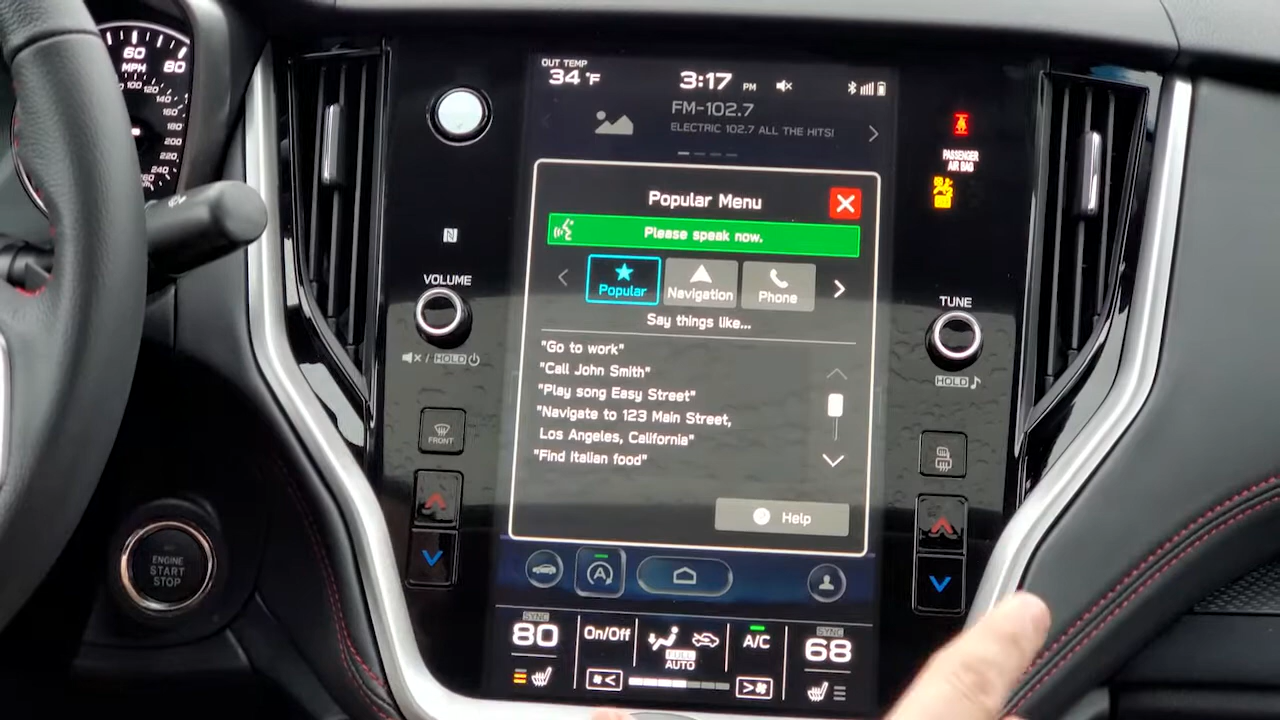 60
MPH
80
100
120
140
160
180
200
220
240
OUT TEMP
34 °F
3:17 PM
FM-102.7
ELECTRIC 102.7 ALL THE HITS!
PASSENGER
AIR BAG
Popular Menu
Please speak now.
Popular
Navigation
Phone
Say things like...
"Go to work"
"Call John Smith"
"Play song Easy Street"
"Navigate to 123 Main Street,
Los Angeles, California"
"Find Italian food"
Help
N
VOLUME
/ HOLD
TUNE
HOLD
FRONT
ENGINE
START
STOP
A
SYNC
80
On/Off
FULL
AUTO
A/C
SYNC
68
<
>